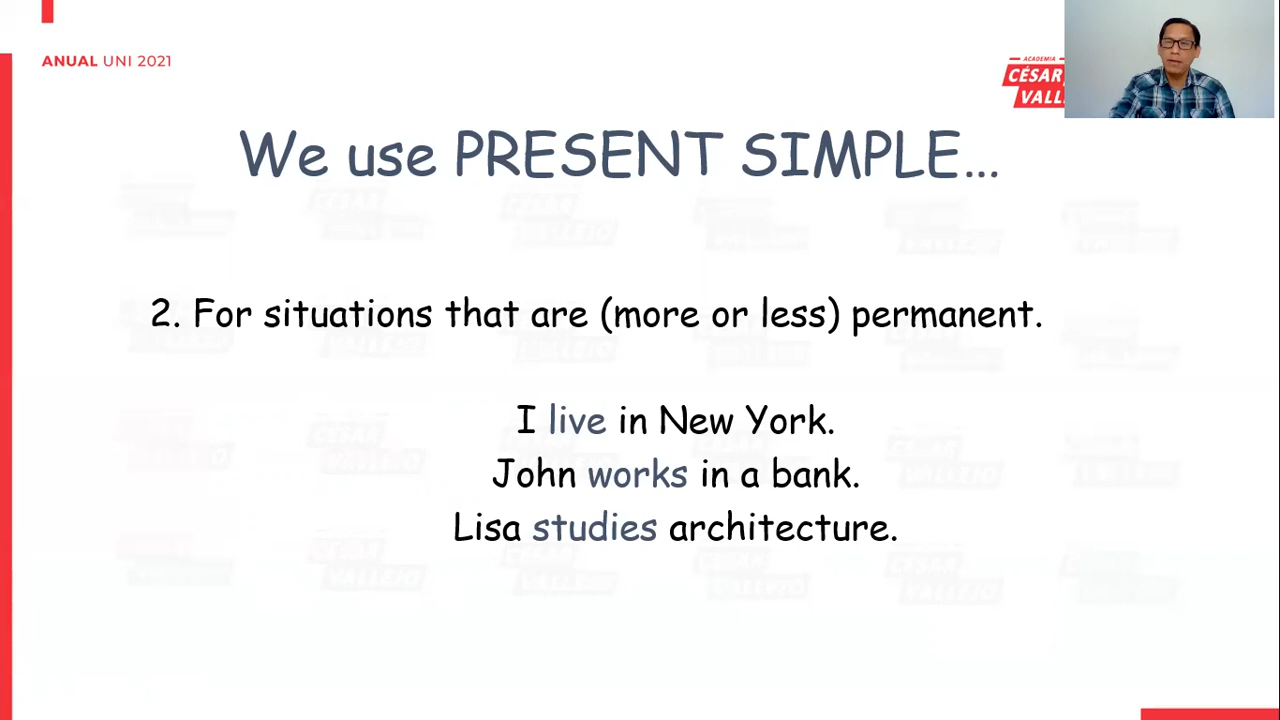 ANUAL UNI 2021
ACADEMIA
CÉSAR
VALL
We use PRESENT SIMPLE...
2. For situations that are (more or less) permanent.
I live in New York.
John works in a bank.
Lisa studies architecture.